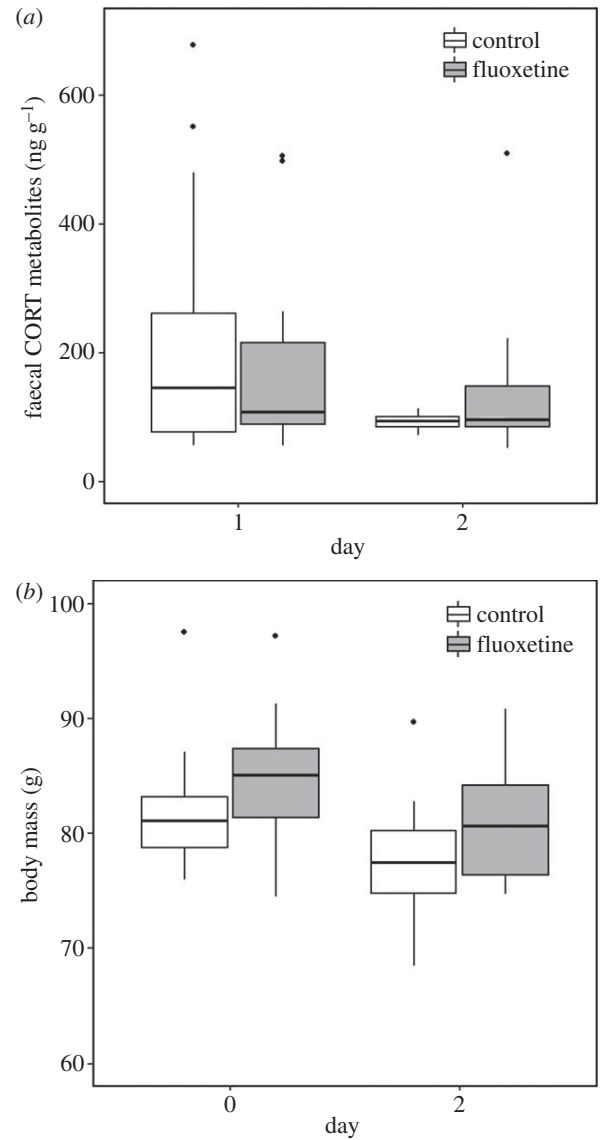 (a)
control
fluoxetine
600
400
200
0
faecal CORT metabolites (ng g⁻¹)
1 2
day
(b)
100
control
fluoxetine
90
80
70
60
body mass (g)
0 2
day